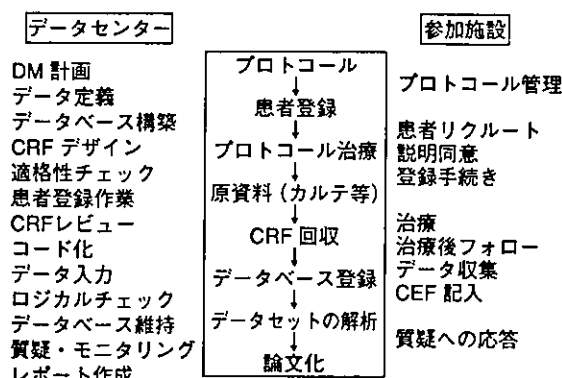 データセンター
DM 計画
データ定義
データベース構築
CRF デザイン
適格性チェック
患者登録作業
CRFレビュー
コード化
データ入力
ロジカルチェック
データベース維持
質疑・モニタリング
レポート作成
プロトコール
患者登録
プロトコール治療
原資料 (カルテ等)
CRF 回収
データベース登録
データセットの解析
論文化
参加施設
プロトコール管理
患者リクルート
説明同意
登録手続き
治療
治療後フォロー
データ収集
CEF 記入
質疑への応答